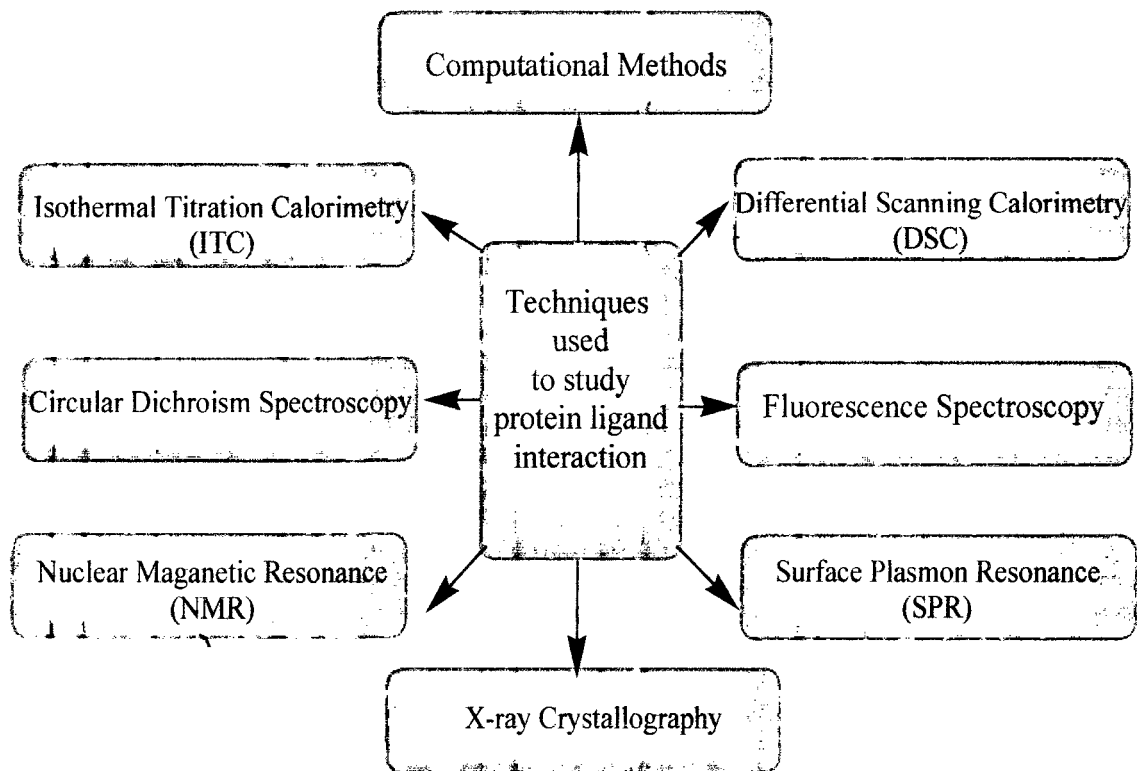 Computational Methods
Isothermal Titration Calorimetry
(ITC)
Differential Scanning Calorimetry
(DSC)
Techniques
used
to study
protein ligand
interaction
Circular Dichroism Spectroscopy
Fluorescence Spectroscopy
Nuclear Maganetic Resonance
(NMR)
Surface Plasmon Resonance
(SPR)
X-ray Crystallography